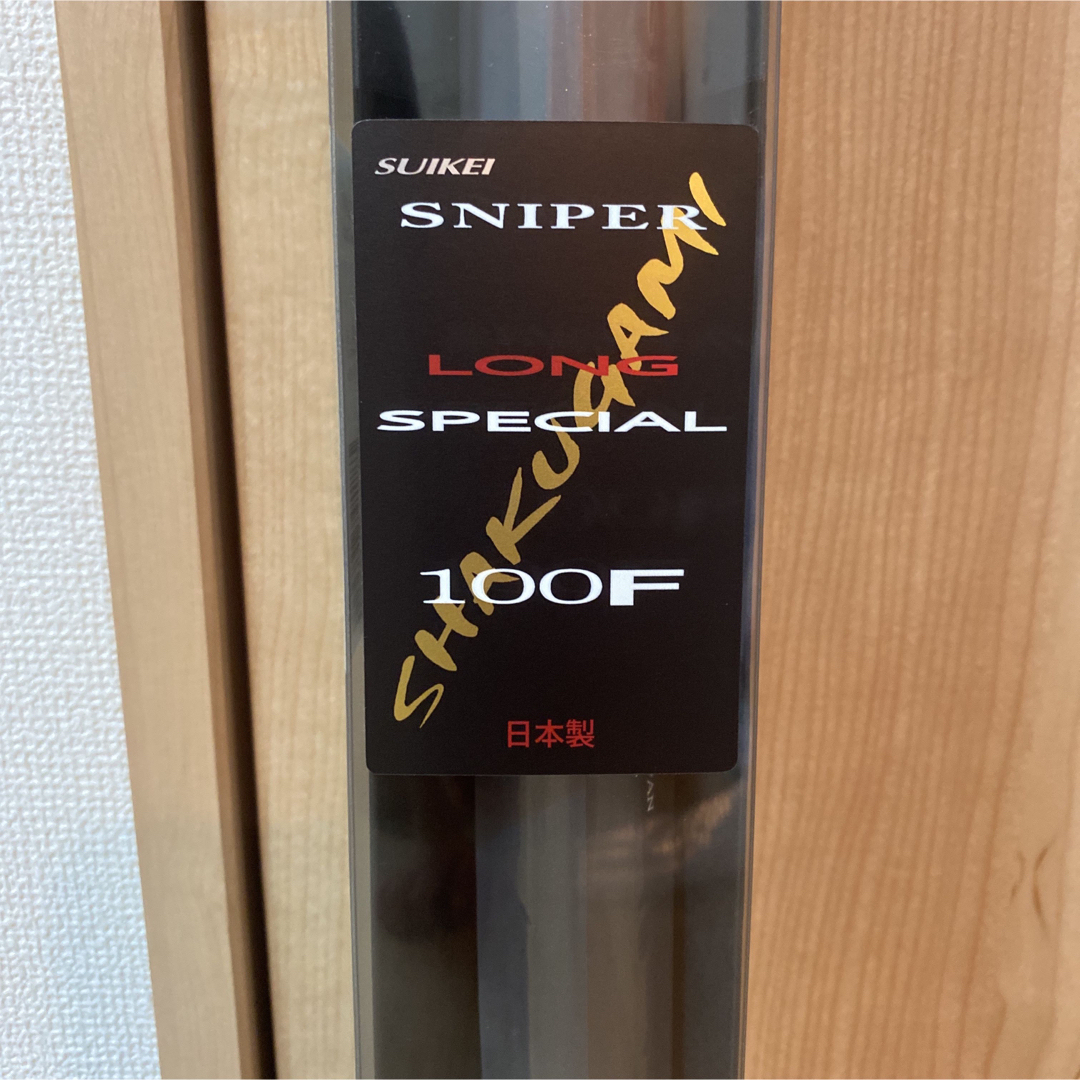 SUIKEI
SNIPER
SHAKUGAMI
LONG
SPECIAL
100F
日本製